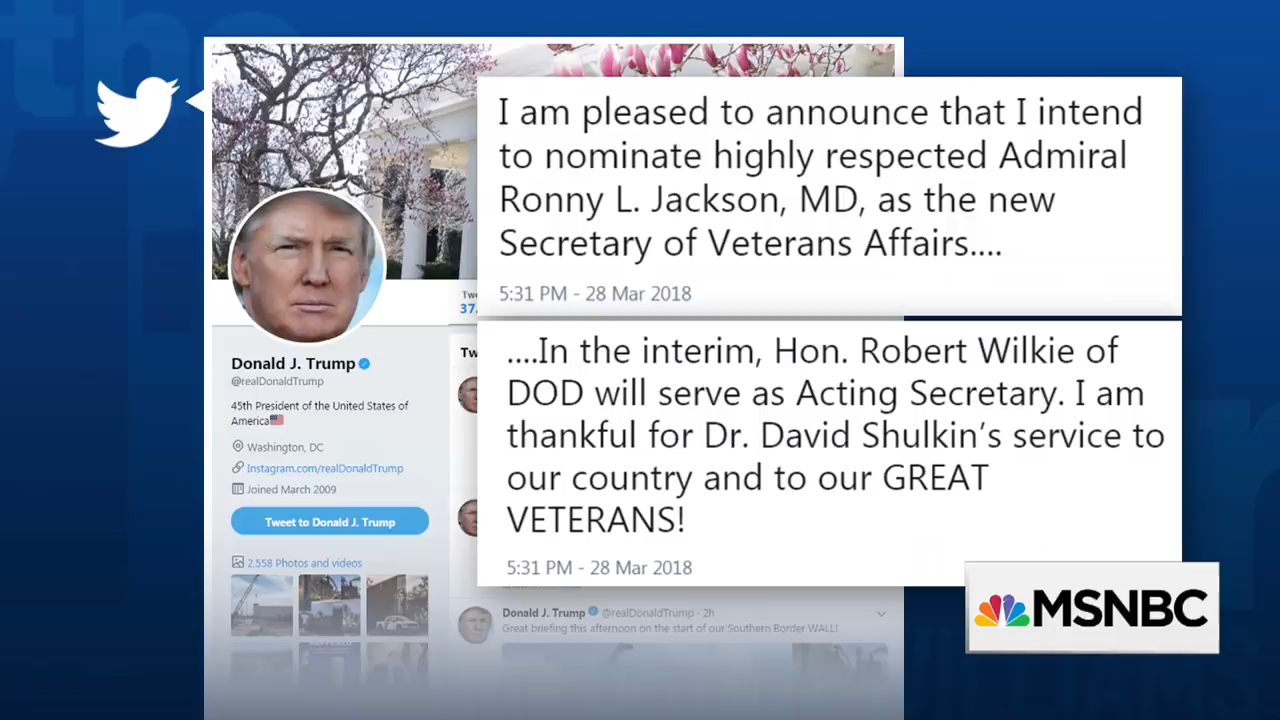 I am pleased to announce that I intend
to nominate highly respected Admiral
Ronny L. Jackson, MD, as the new
Secretary of Veterans Affairs....
5:31 PM - 28 Mar 2018
....In the interim, Hon. Robert Wilkie of
DOD will serve as Acting Secretary. I am
thankful for Dr. David Shulkin's service to
our country and to our GREAT
VETERANS!
5:31 PM - 28 Mar 2018
Donald J. Trump
@realDonaldTrump
45th President of the United States of
America
Washington, DC
Instagram.com/realDonaldTrump
Joined March 2009
Tweet to Donald J. Trump
2,558 Photos and videos
Donald J. Trump @realDonaldTrump · 2h
Great briefing this afternoon on the start of our Southern Border WALL!
MSNBC